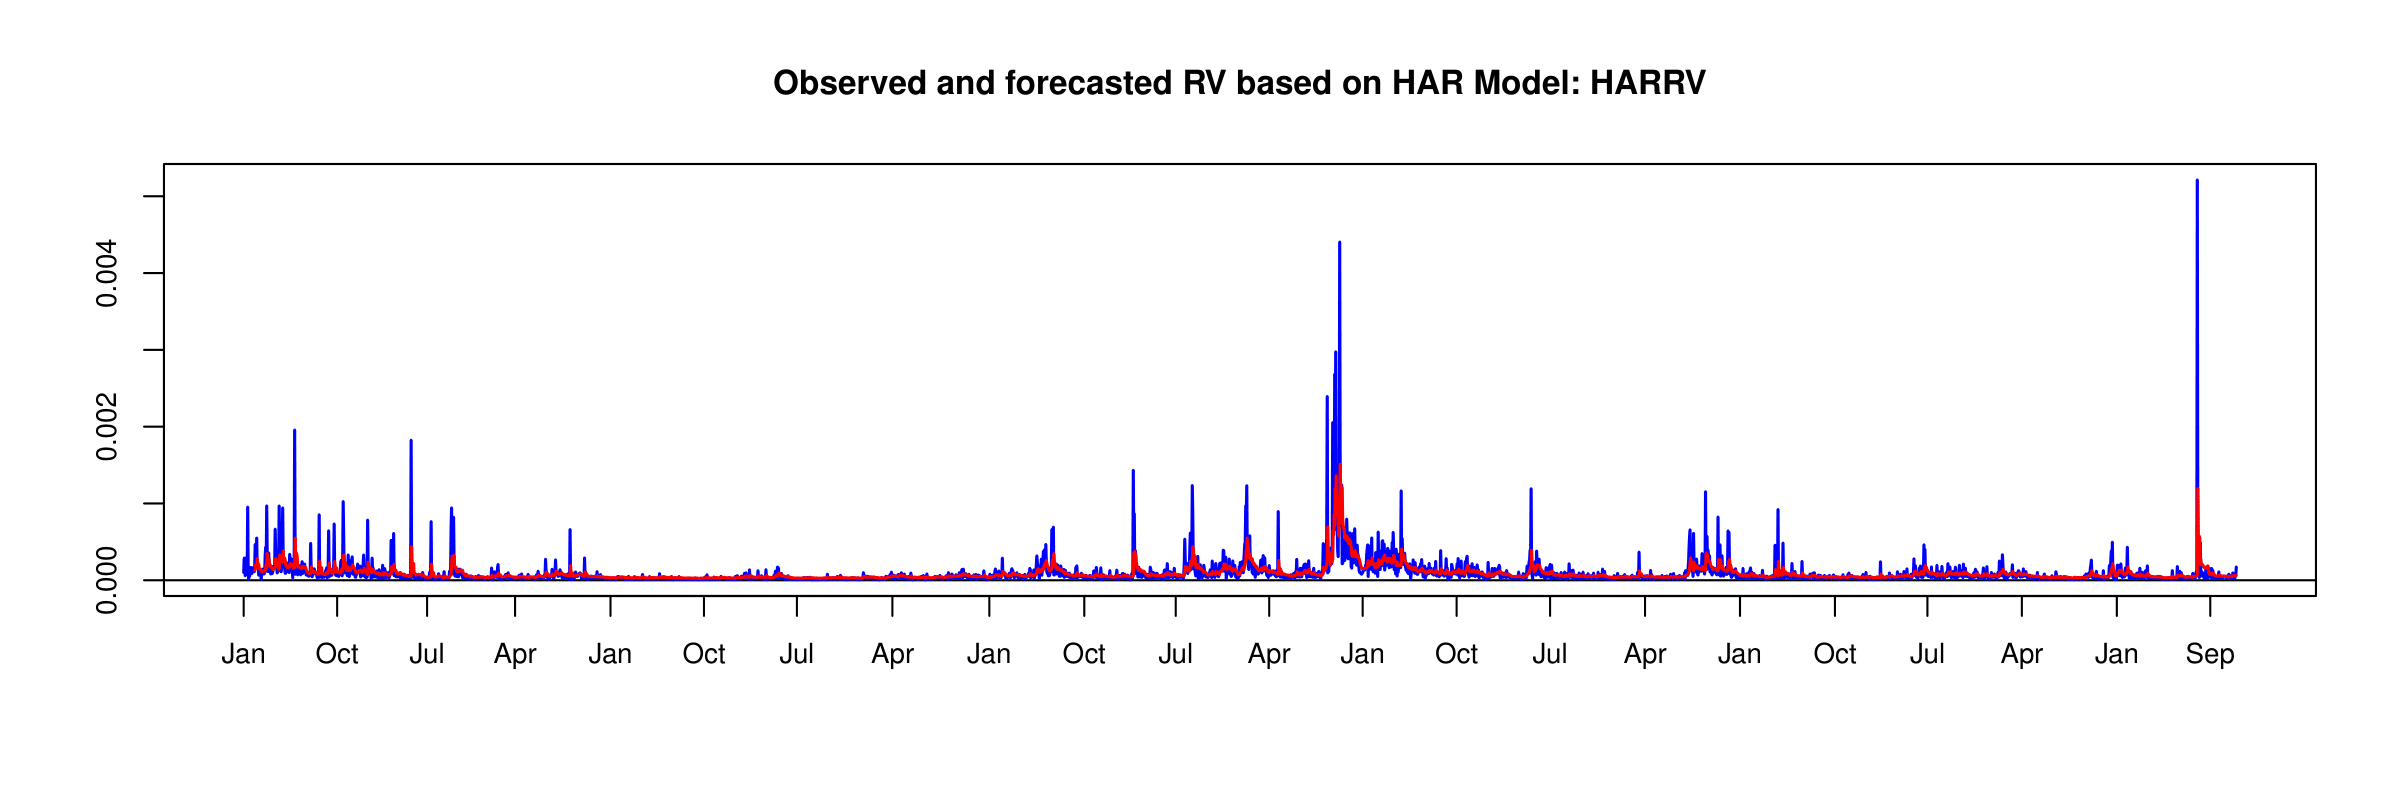 Observed and forecasted RV based on HAR Model: HARRV
0.004
0.002
0.000
Jan Oct Jul Apr Jan Oct Jul Apr Jan Oct Jul Apr Jan Oct Jul Apr Jan Oct Jul Apr Jan Sep